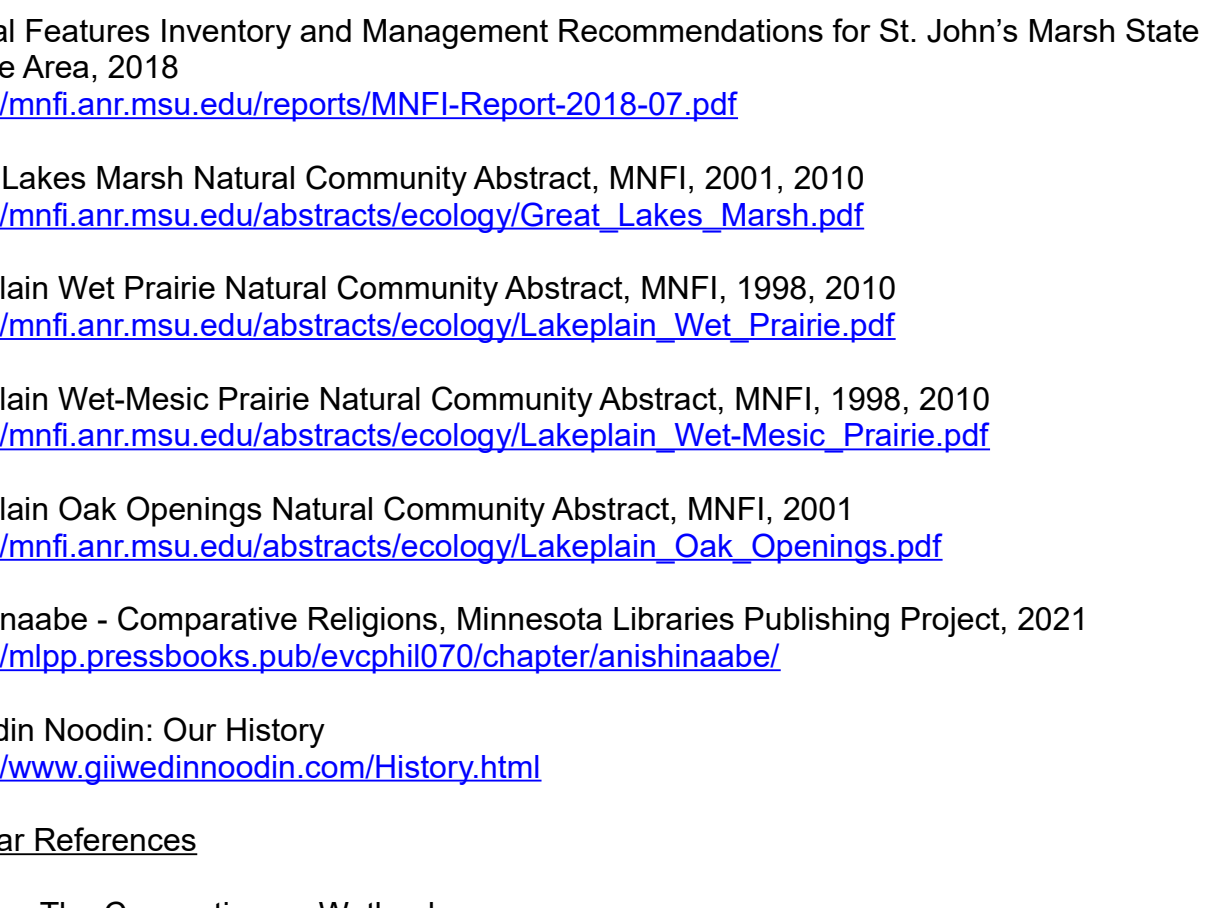 al Features Inventory and Management Recommendations for St. John’s Marsh State
e Area, 2018
/mnfi.anr.msu.edu/reports/MNFI-Report-2018-07.pdf
Lakes Marsh Natural Community Abstract, MNFI, 2001, 2010
/mnfi.anr.msu.edu/abstracts/ecology/Great_Lakes_Marsh.pdf
lain Wet Prairie Natural Community Abstract, MNFI, 1998, 2010
/mnfi.anr.msu.edu/abstracts/ecology/Lakeplain_Wet_Prairie.pdf
lain Wet-Mesic Prairie Natural Community Abstract, MNFI, 1998, 2010
/mnfi.anr.msu.edu/abstracts/ecology/Lakeplain_Wet-Mesic_Prairie.pdf
lain Oak Openings Natural Community Abstract, MNFI, 2001
/mnfi.anr.msu.edu/abstracts/ecology/Lakeplain_Oak_Openings.pdf
naabe - Comparative Religions, Minnesota Libraries Publishing Project, 2021
/mlpp.pressbooks.pub/evcphil070/chapter/anishinaabe/
din Noodin: Our History
/www.giiwedinnoodin.com/History.html
ar References